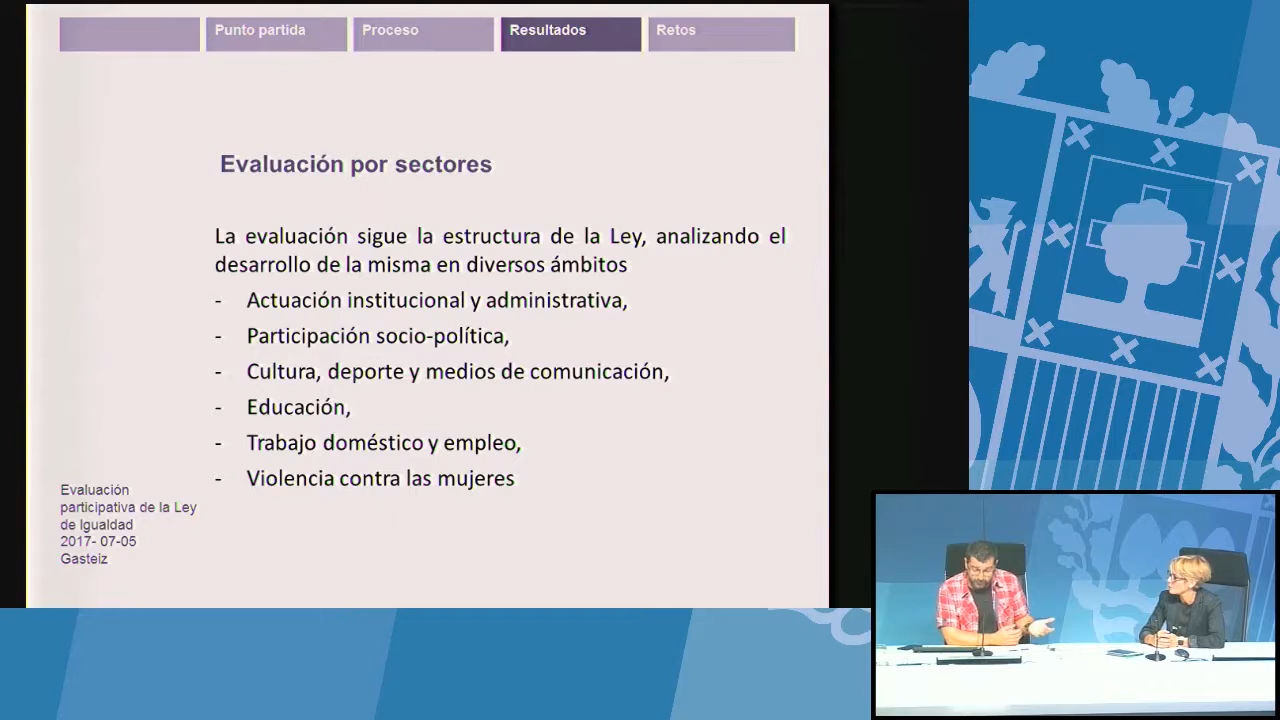 Punto partida
Proceso
Resultados
Retos
Evaluación por sectores
La evaluación sigue la estructura de la Ley, analizando el
desarrollo de la misma en diversos ámbitos
- Actuación institucional y administrativa,
- Participación socio-política,
- Cultura, deporte y medios de comunicación,
- Educación,
- Trabajo doméstico y empleo,
- Violencia contra las mujeres
Evaluación
participativa de la Ley
de Igualdad
2017- 07-05
Gasteiz